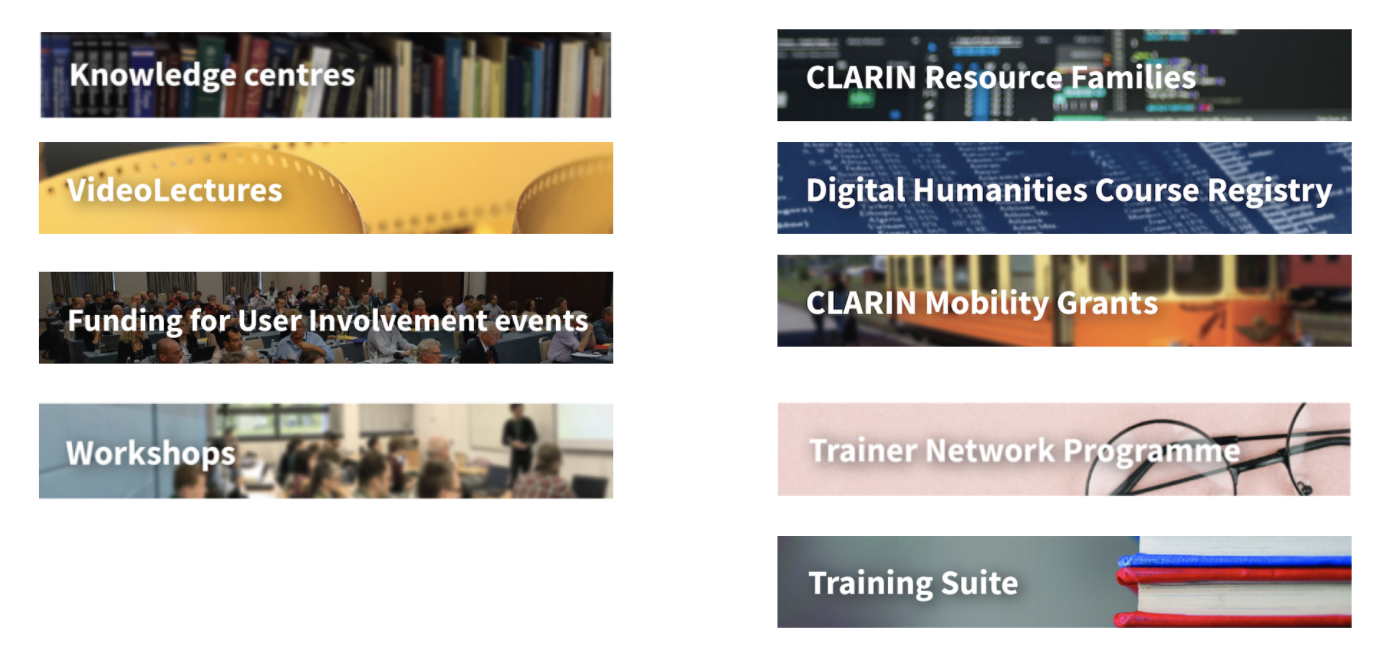 Knowledge centres
CLARIN Resource Families
VideoLectures
Digital Humanities Course Registry
CLARIN Mobility Grants
Funding for User Involvement events
Workshops
Trainer Network Programme
Training Suite